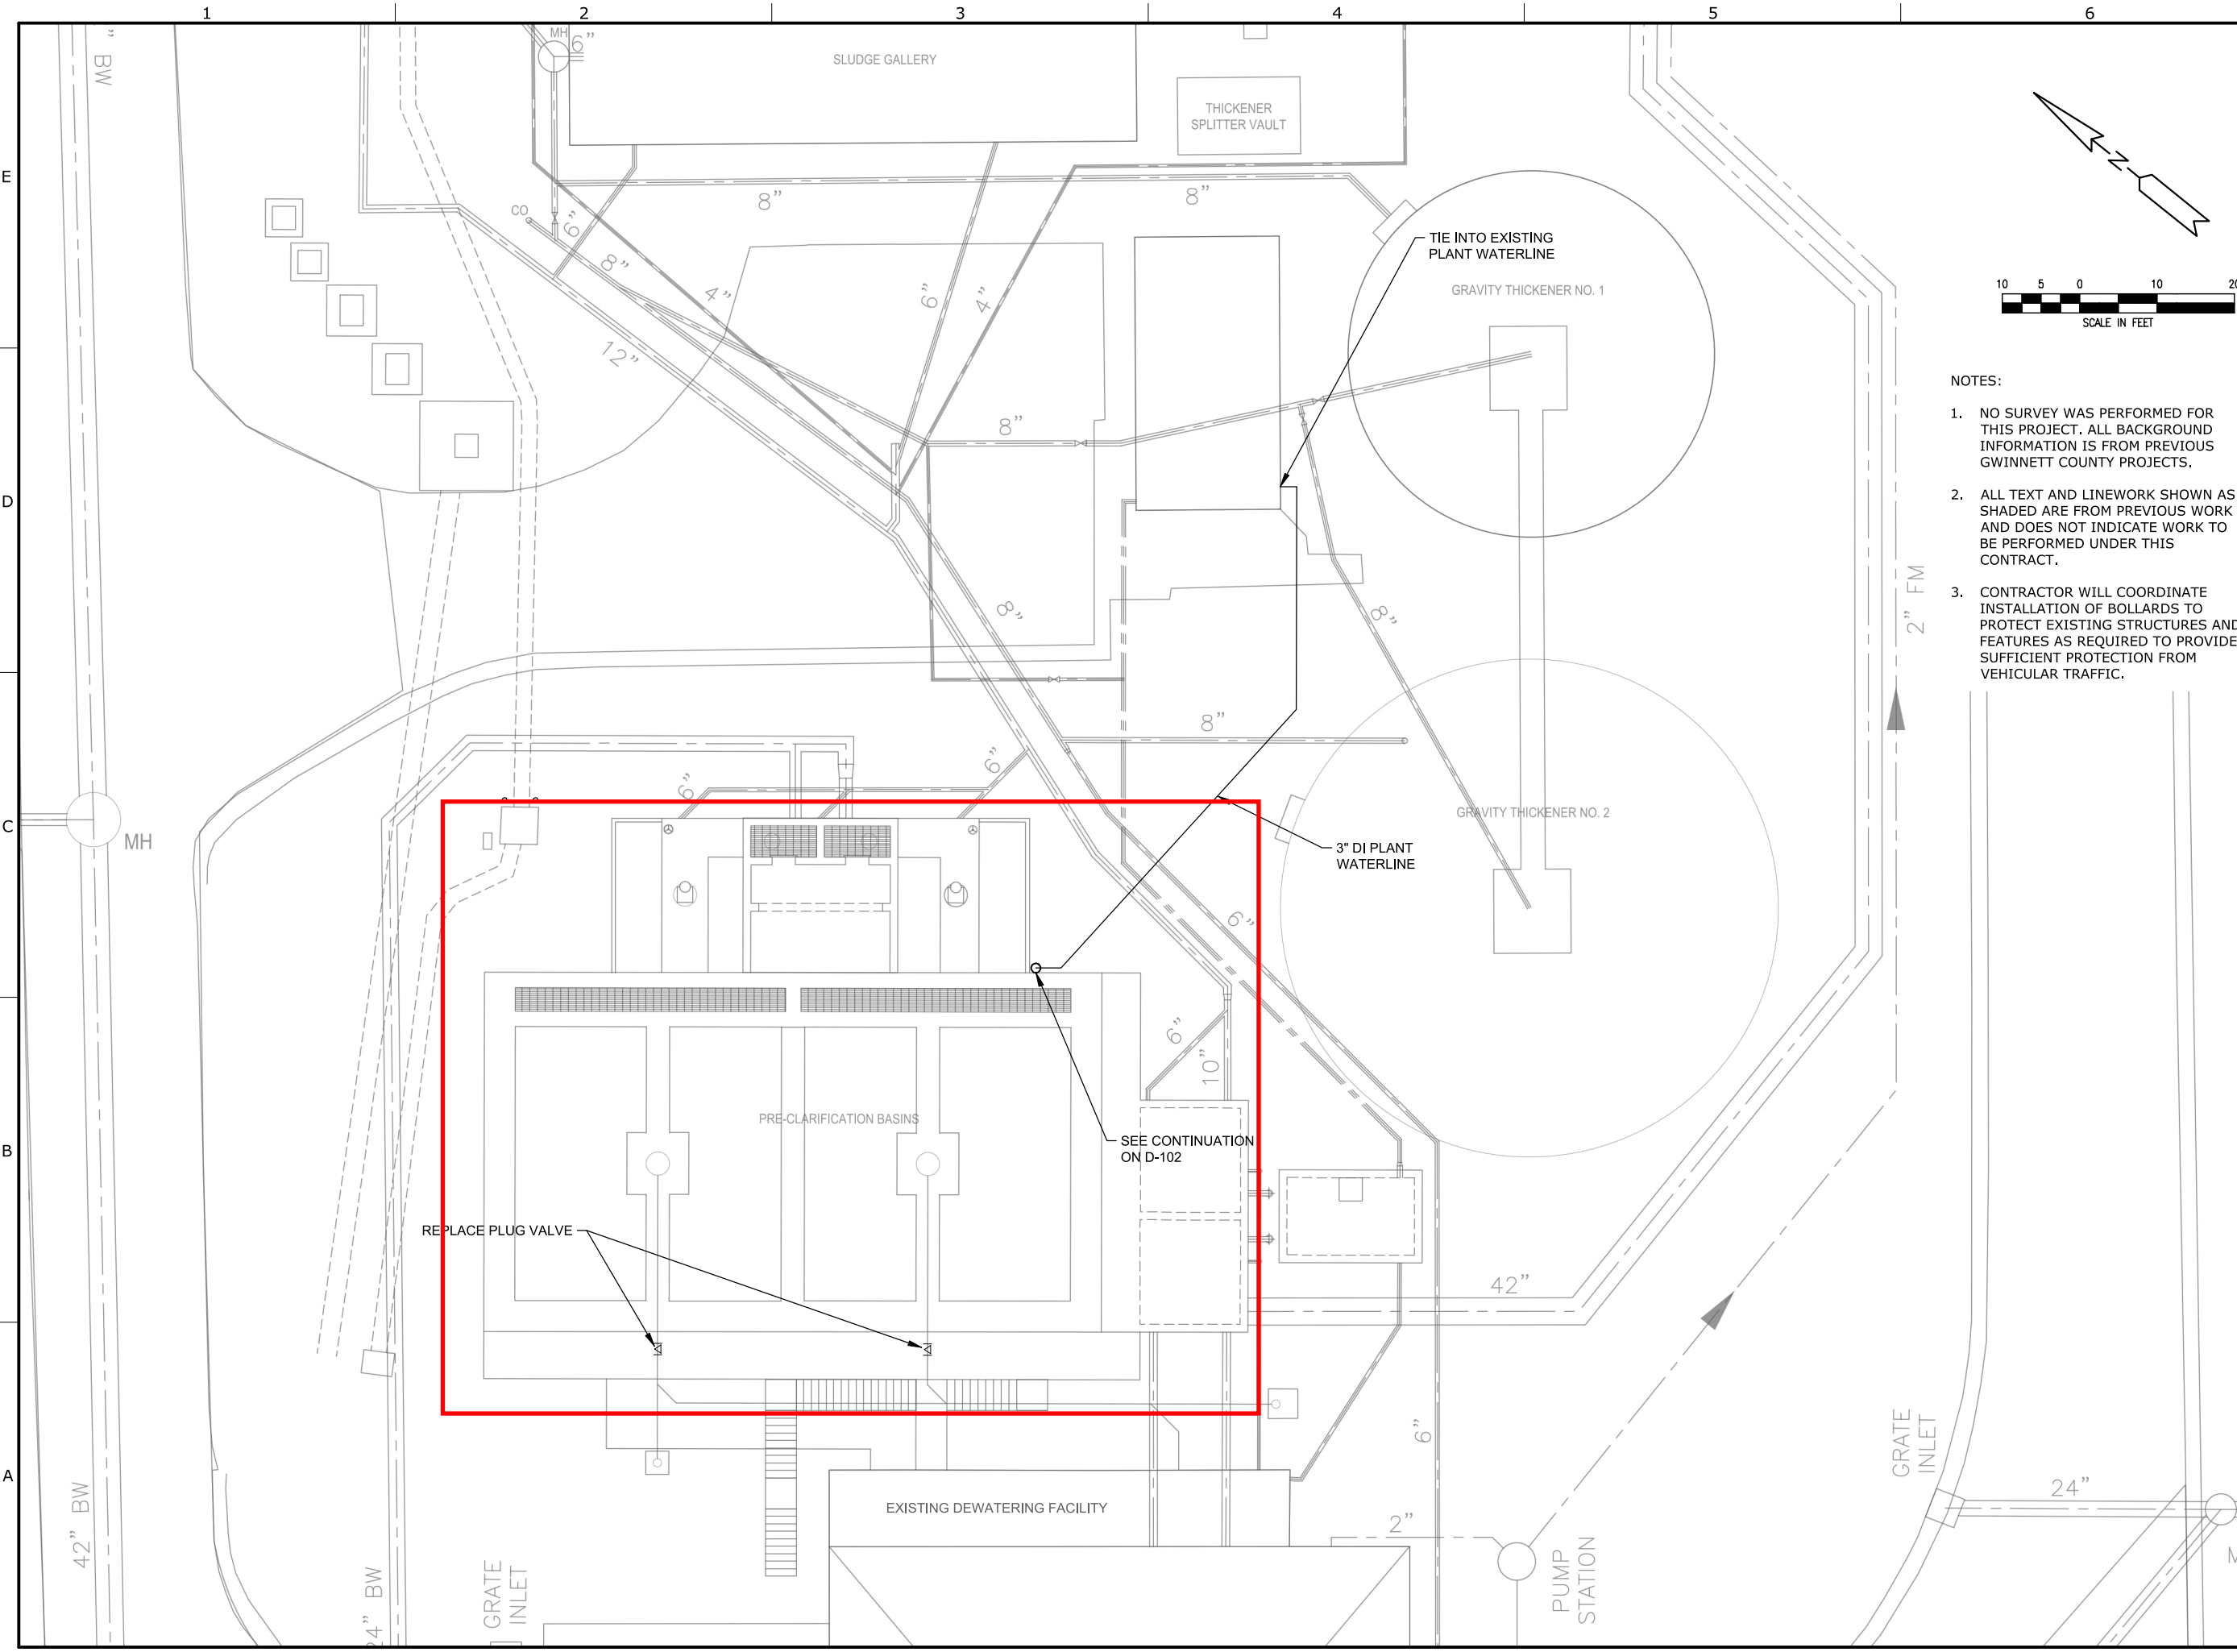 1
2
3
4
5
6
E
D
C
B
A
" BW
MH
6"
SLUDGE GALLERY
THICKENER
SPLITTER VAULT
8"
8"
CO
6"
8"
4"
6"
4"
12"
8"
TIE INTO EXISTING
PLANT WATERLINE
GRAVITY THICKENER NO. 1
N
10 5 0 10 20
SCALE IN FEET
NOTES:
1. NO SURVEY WAS PERFORMED FOR
THIS PROJECT. ALL BACKGROUND
INFORMATION IS FROM PREVIOUS
GWINNETT COUNTY PROJECTS.
2. ALL TEXT AND LINEWORK SHOWN AS
SHADED ARE FROM PREVIOUS WORK
AND DOES NOT INDICATE WORK TO
BE PERFORMED UNDER THIS
CONTRACT.
3. CONTRACTOR WILL COORDINATE
INSTALLATION OF BOLLARDS TO
PROTECT EXISTING STRUCTURES AND
FEATURES AS REQUIRED TO PROVIDE
SUFFICIENT PROTECTION FROM
VEHICULAR TRAFFIC.
2" FM
8"
8"
8"
6"
6"
MH
GRAVITY THICKENER NO. 2
3" DI PLANT
WATERLINE
6"
6"
10"
PRE-CLARIFICATION BASINS
SEE CONTINUATION
ON D-102
REPLACE PLUG VALVE
42"
6"
GRATE
INLET
24"
42" BW
24" BW
GRATE
INLET
EXISTING DEWATERING FACILITY
2"
PUMP
STATION